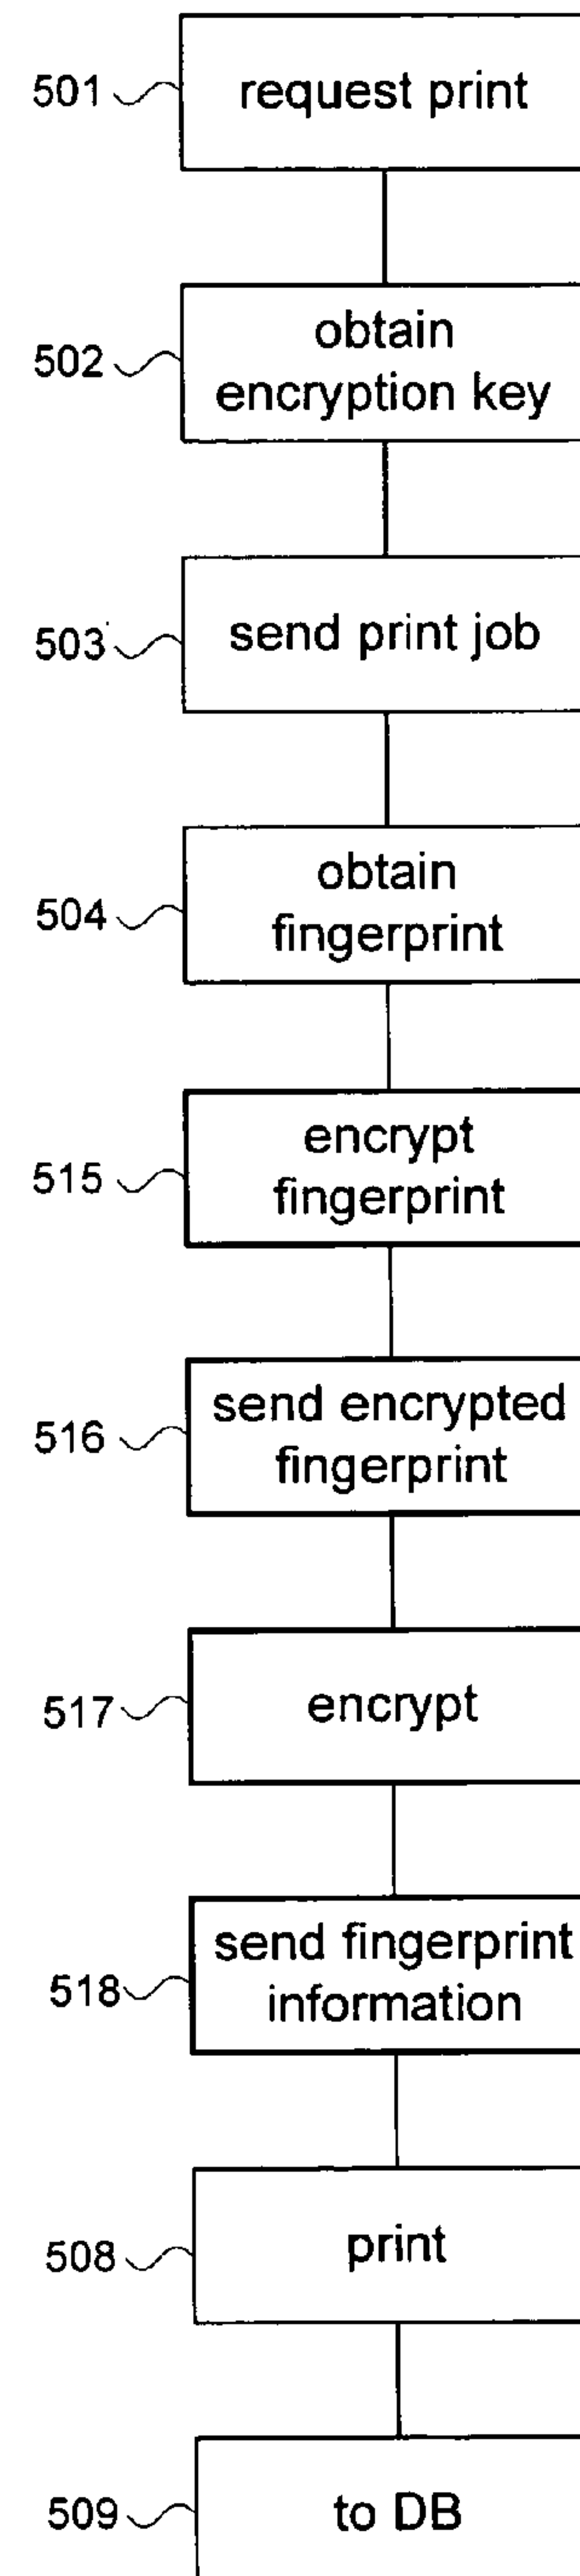 501 request print
502 obtain
encryption key
503 send print job
504 obtain
fingerprint
515 encrypt
fingerprint
516 send encrypted
fingerprint
517 encrypt
518 send fingerprint
information
508 print
509 to DB